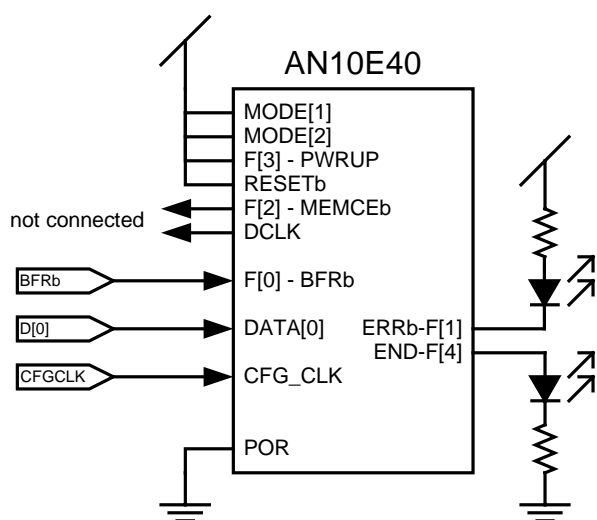 AN10E40
MODE[1]
MODE[2]
F[3] - PWRUP
RESETb
F[2] - MEMCEb
not connected
DCLK
BFRb
F[0] - BFRb
D[0]
DATA[0]
ERRb-F[1]
END-F[4]
CFGCLK
CFG_CLK
POR